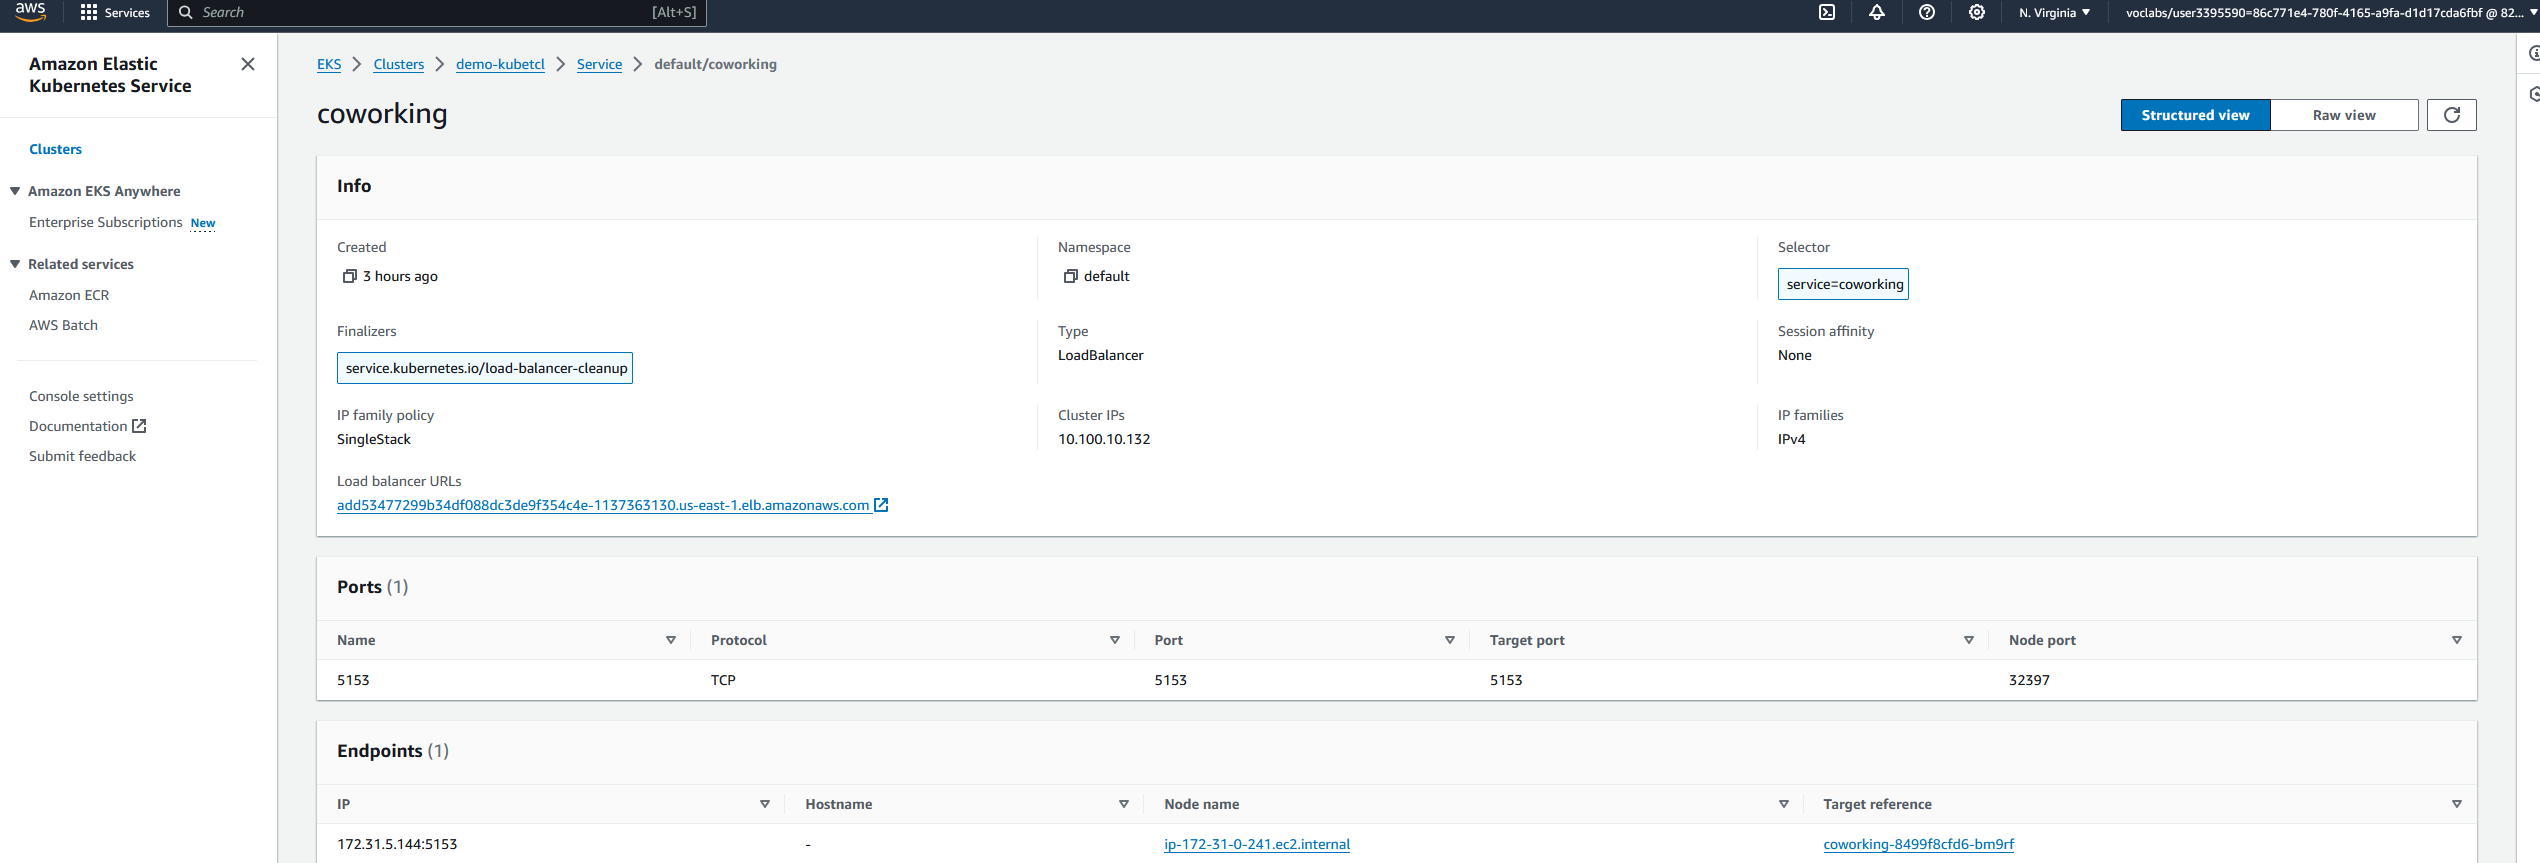 aws Services Search [Alt+S] N. Virginia voclabs/user3395590=86c771e4-780f-4165-a9fa-d1d17cda6fbf @ 82...
Amazon Elastic
Kubernetes Service
Clusters
Amazon EKS Anywhere
Enterprise Subscriptions New
Related services
Amazon ECR
AWS Batch
Console settings
Documentation
Submit feedback
EKS Clusters demo-kubetcl Service default/coworking
coworking
Structured view Raw view
Info
Created
3 hours ago
Namespace
default
Selector
service=coworking
Finalizers
service.kubernetes.io/load-balancer-cleanup
Type
LoadBalancer
Session affinity
None
IP family policy
SingleStack
Cluster IPs
10.100.10.132
IP families
IPv4
Load balancer URLs
add53477299b34df088dc3de9f354c4e-1137363130.us-east-1.elb.amazonaws.com
Ports (1)
Name Protocol Port Target port Node port
5153 TCP 5153 5153 32397
Endpoints (1)
IP Hostname Node name Target reference
172.31.5.144:5153 - ip-172-31-0-241.ec2.internal coworking-8499f8cfd6-bm9rf